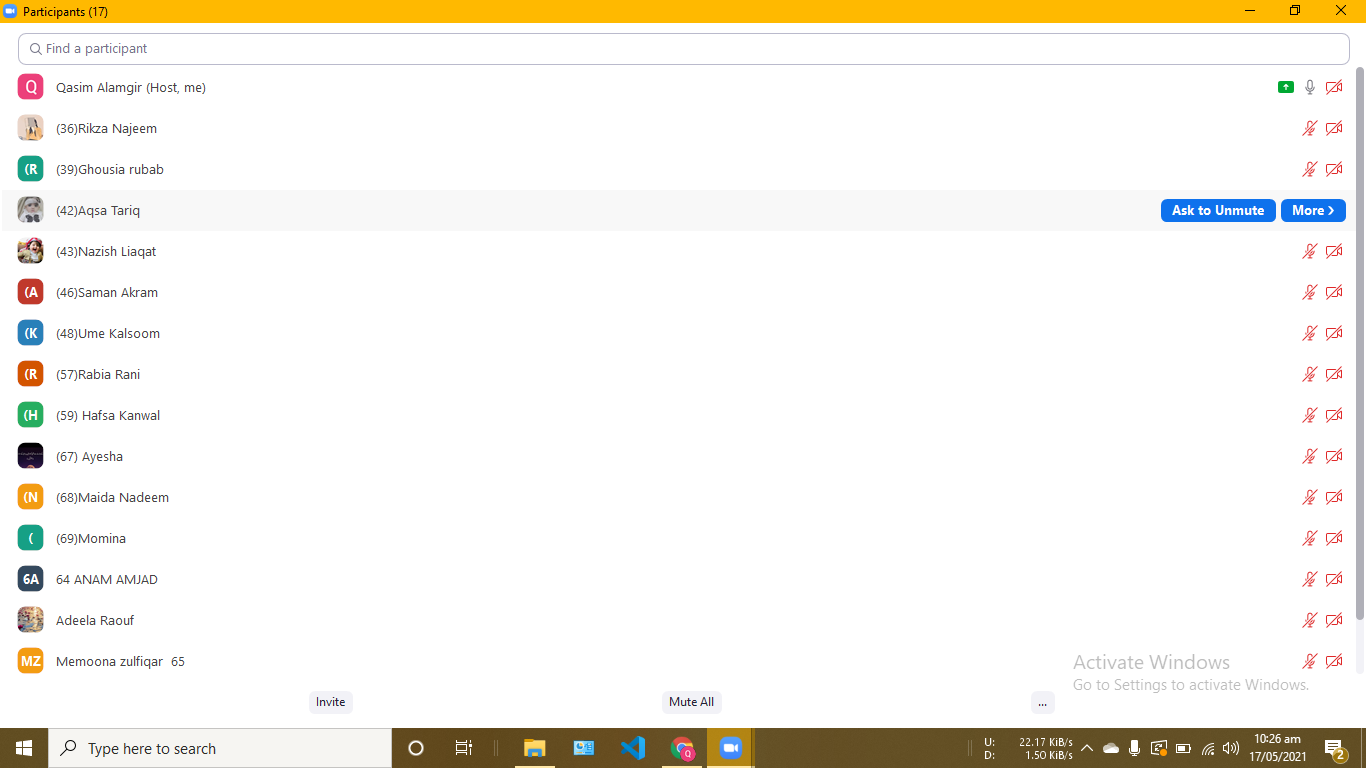 Participants (17)
Find a participant
Q Qasim Alamgir (Host, me)
(36)Rikza Najeem
(R (39)Ghousia rubab
(42)Aqsa Tariq Ask to Unmute More
(43)Nazish Liaqat
(A (46)Saman Akram
(K (48)Ume Kalsoom
(R (57)Rabia Rani
(H (59) Hafsa Kanwal
(67) Ayesha
(N (68)Maida Nadeem
( (69)Momina
6A 64 ANAM AMJAD
Adeela Raouf
MZ Memoona zulfiqar 65
Activate Windows
Go to Settings to activate Windows.
Invite Mute All ...
Type here to search
U: 22.17 KiB/s
D: 1.50 KiB/s
10:26 am
17/05/2021
2